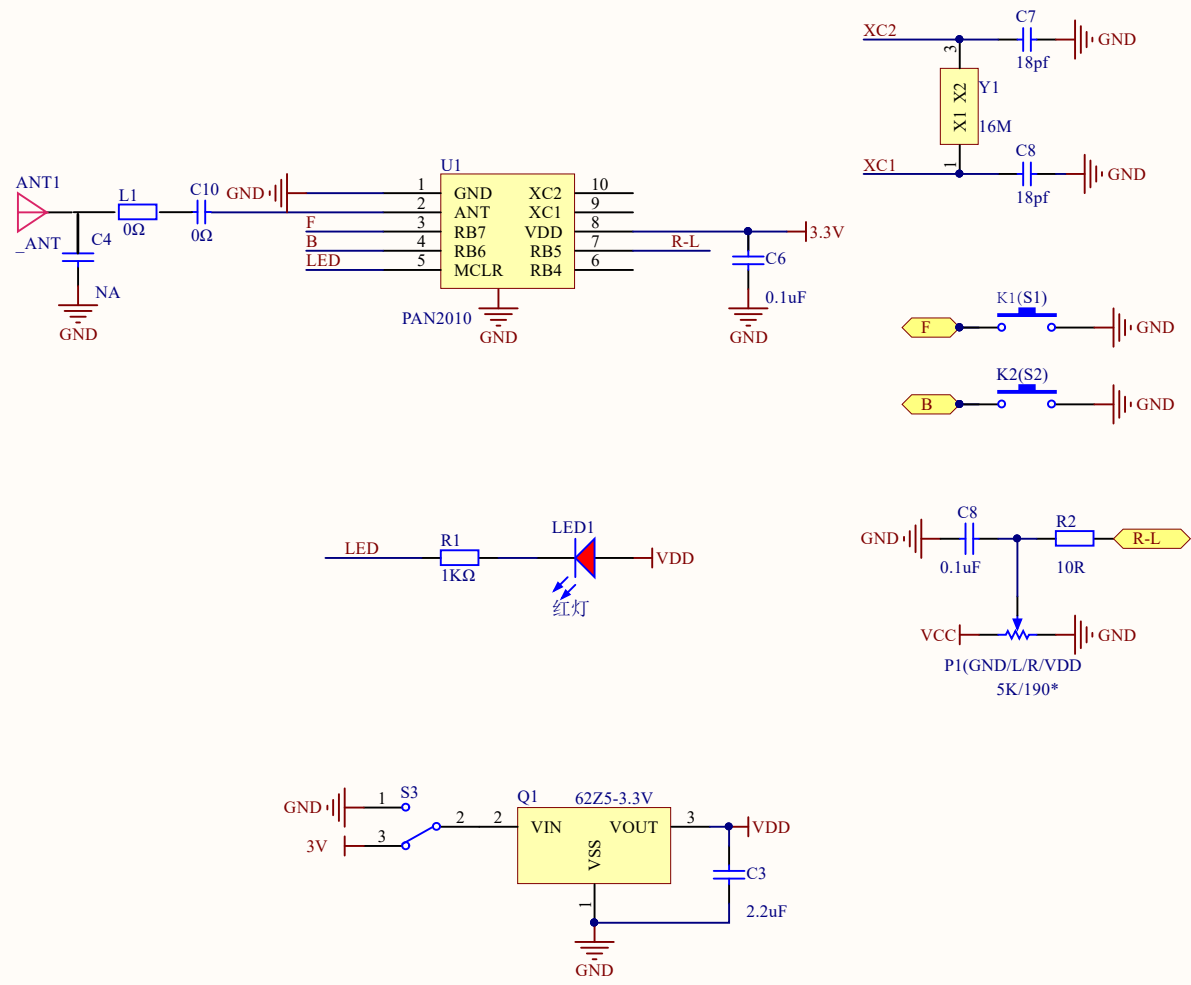 XC2
C7
GND
18pf
3
X1 X2
Y1
16M
1
XC1
C8
GND
18pf
ANT1
_ANT
L1
0Ω
C10
0Ω
C4
NA
GND
GND
U1
1 GND XC2 10
2 ANT XC1 9
F 3 RB7 VDD 8 3.3V
B 4 RB6 RB5 7 R-L
LED 5 MCLR RB4 6
PAN2010
GND
C6
0.1uF
GND
K1(S1)
F GND
K2(S2)
B GND
LED
R1
1KΩ
LED1
红灯
VDD
GND
C8
0.1uF
R2
10R
R-L
VCC GND
P1(GND/L/R/VDD
5K/190*
GND 1 S3
3V 3
2
Q1 62Z5-3.3V
2 VIN VOUT 3 VDD
VSS
1
C3
2.2uF
GND